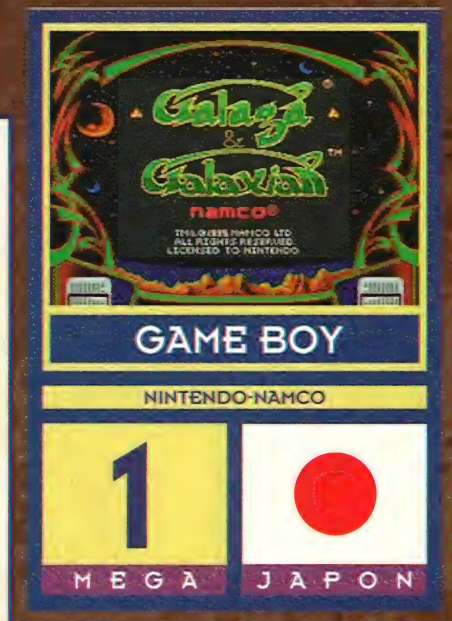 Galaga
&
Galaxian™
namco®
TM&©1995 NAMCO LTD
ALL RIGHTS RESERVED
LICENSED TO NINTENDO
GAME BOY
NINTENDO-NAMCO
1
MEGA
JAPON